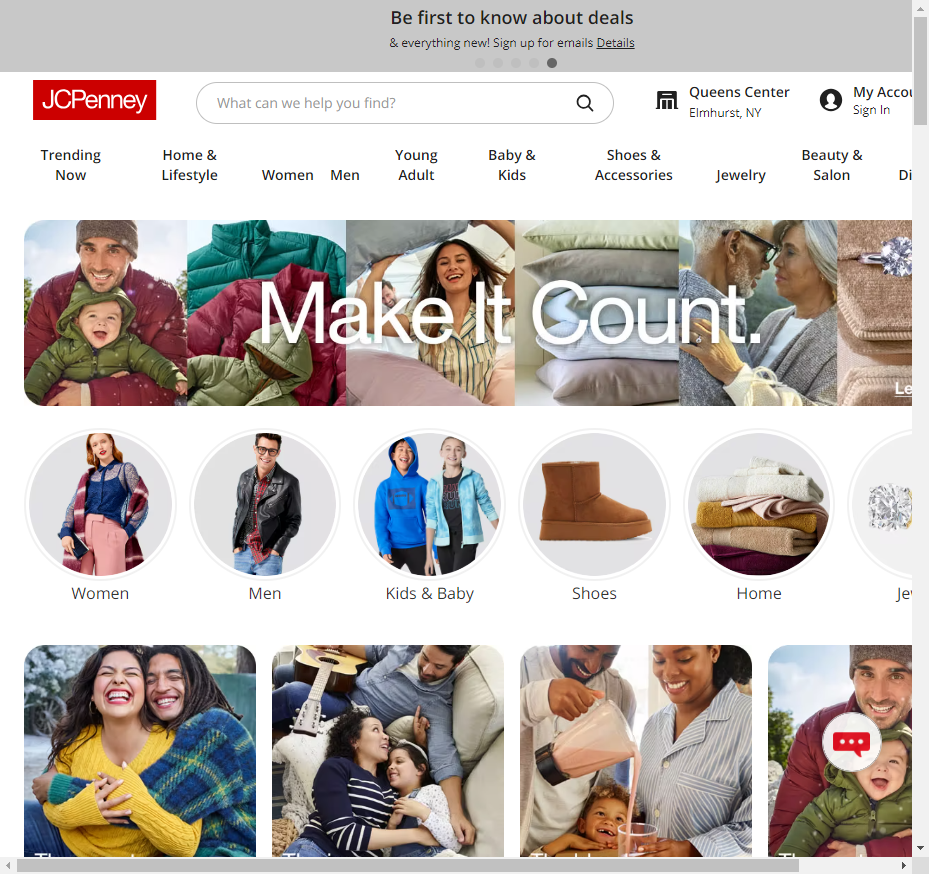 Be first to know about deals
& everything new! Sign up for emails Details
JCPenney
What can we help you find?
Queens Center
Elmhurst, NY
My Accou
Sign In
Trending
Now
Home &
Lifestyle
Women
Men
Young
Adult
Baby &
Kids
Shoes &
Accessories
Jewelry
Beauty &
Salon
Di
Make It Count.
Le
Women
Men
Kids & Baby
Shoes
Home
Je